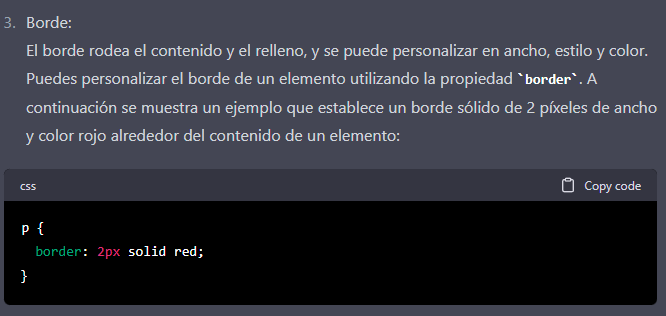 3. Borde:
El borde rodea el contenido y el relleno, y se puede personalizar en ancho, estilo y color.
Puedes personalizar el borde de un elemento utilizando la propiedad `border`. A
continuación se muestra un ejemplo que establece un borde sólido de 2 píxeles de ancho
y color rojo alrededor del contenido de un elemento:
css Copy code
p {
  border: 2px solid red;
}